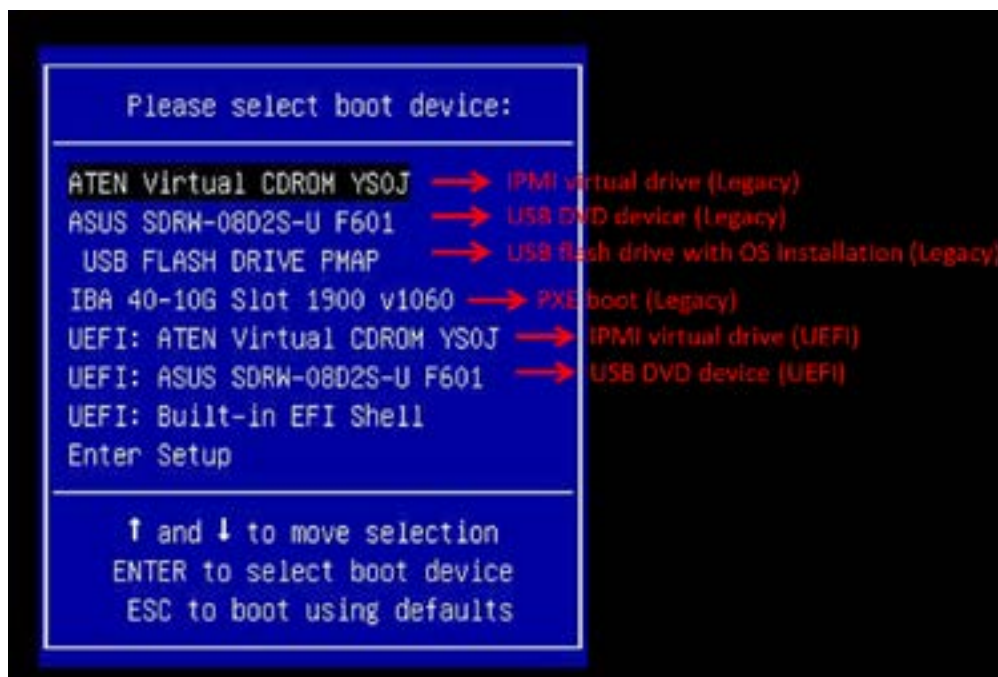 Please select boot device:
ATEN Virtual CDROM YS0J → IPMI virtual drive (Legacy)
ASUS SDRW-08D2S-U F601 → USB DVD device (Legacy)
USB FLASH DRIVE PMAP → USB flash drive with OS installation (Legacy)
IBA 40-10G Slot 1900 v1060 → PXE boot (Legacy)
UEFI: ATEN Virtual CDROM YS0J → IPMI virtual drive (UEFI)
UEFI: ASUS SDRW-08D2S-U F601 → USB DVD device (UEFI)
UEFI: Built-in EFI Shell
Enter Setup
↑ and ↓ to move selection
ENTER to select boot device
ESC to boot using defaults